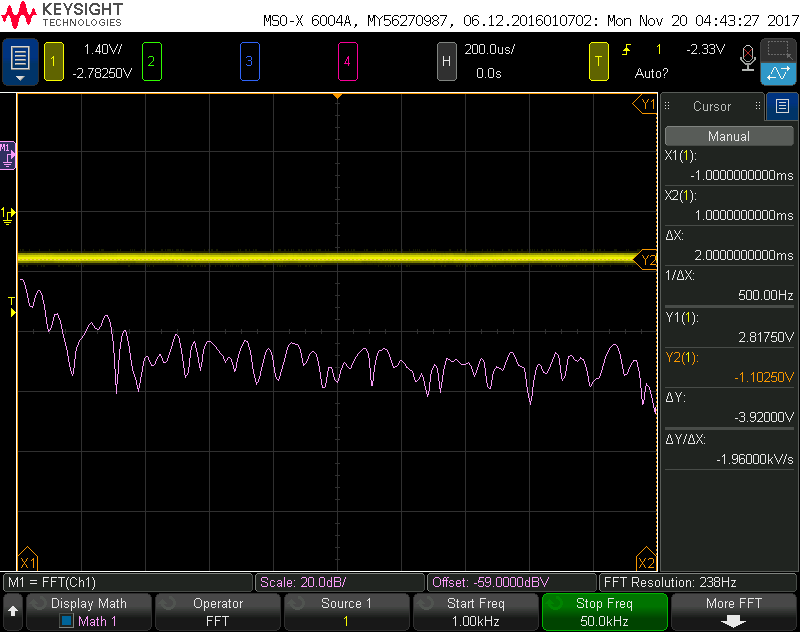 KEYSIGHT
TECHNOLOGIES
MSO-X 6004A, MY56270987, 06.12.2016010702: Mon Nov 20 04:43:27 2017
1 1.40V/ 2 3 4 H 200.0us/ T 1 -2.33V
-2.78250V 0.0s Auto?
Y1 Cursor
M1 Manual
X1(1):
-1.0000000000ms
X2(1):
1.0000000000ms
1
ΔX:
2.0000000000ms
Y2
1/ΔX:
500.00Hz
T
Y1(1):
2.81750V
Y2(1):
-1.10250V
ΔY:
-3.92000V
ΔY/ΔX:
-1.96000kV/s
X1 X2
M1 = FFT(Ch1) Scale: 20.0dB/ Offset: -59.0000dBV FFT Resolution: 238Hz
Display Math Operator Source 1 Start Freq Stop Freq More FFT
Math 1 FFT 1 1.00kHz 50.0kHz